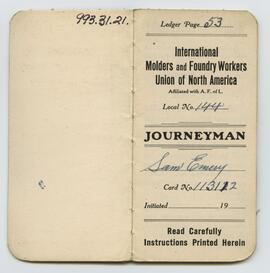 993.31.21.
Ledger Page 53
International
Molders and Foundry Workers
Union of North America
Affiliated with A. F. of L.
Local No. 144
JOURNEYMAN
Sam Emery
Card No. 113112
Initiated 19
Read Carefully
Instructions Printed Herein